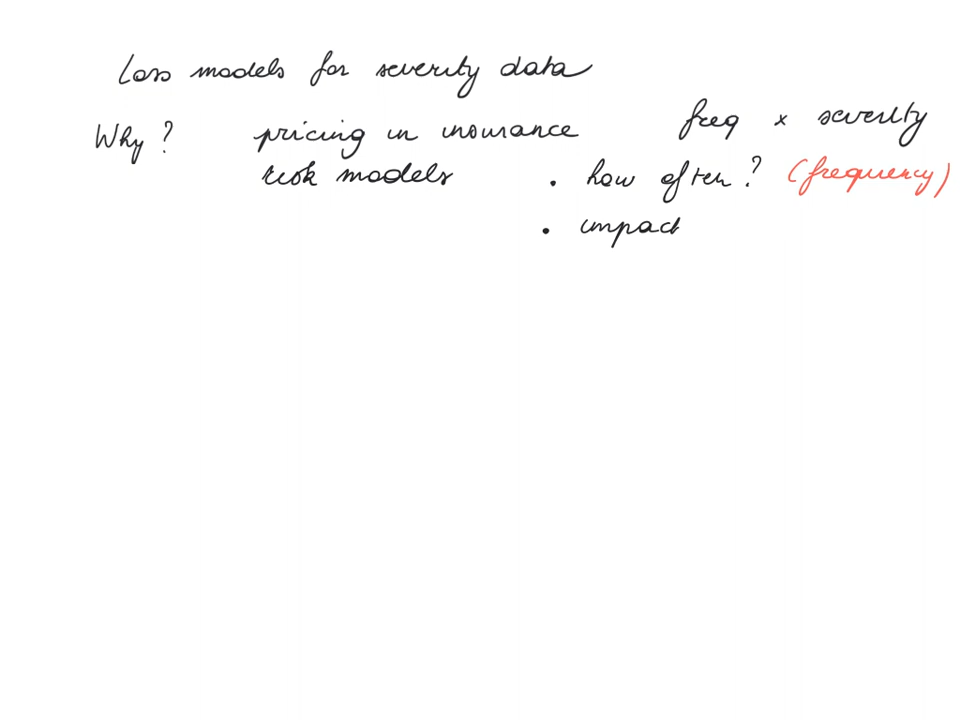 Loss models for severity data
Why? pricing in insurance freq x severity
risk models . how often? (frequency)
. impact